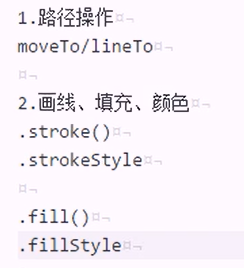 1.路径操作
moveTo/lineTo
2.画线、填充、颜色
.stroke()
.strokeStyle
.fill()
.fillStyle